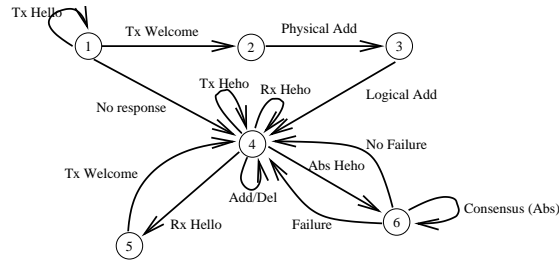 Tx Hello
Tx Welcome
Physical Add
1
2
3
Tx Heho
Rx Heho
Logical Add
No response
4
No Failure
Tx Welcome
Abs Heho
Add/Del
Consensus (Abs)
Rx Hello
Failure
6
5